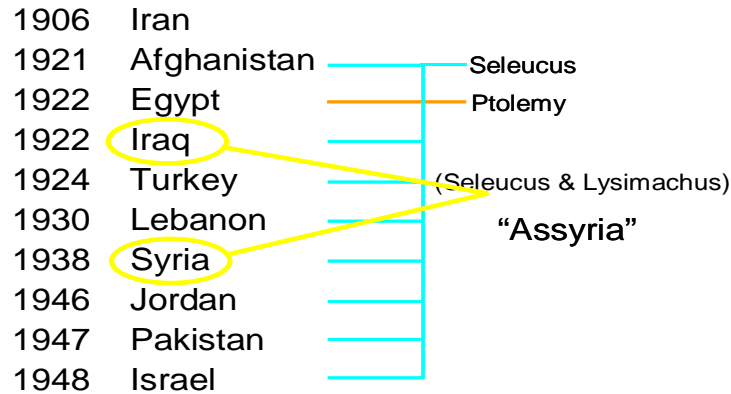 1906 Iran
1921 Afghanistan Seleucus
1922 Egypt Ptolemy
1922 Iraq
1924 Turkey (Seleucus & Lysimachus)
1930 Lebanon “Assyria”
1938 Syria
1946 Jordan
1947 Pakistan
1948 Israel